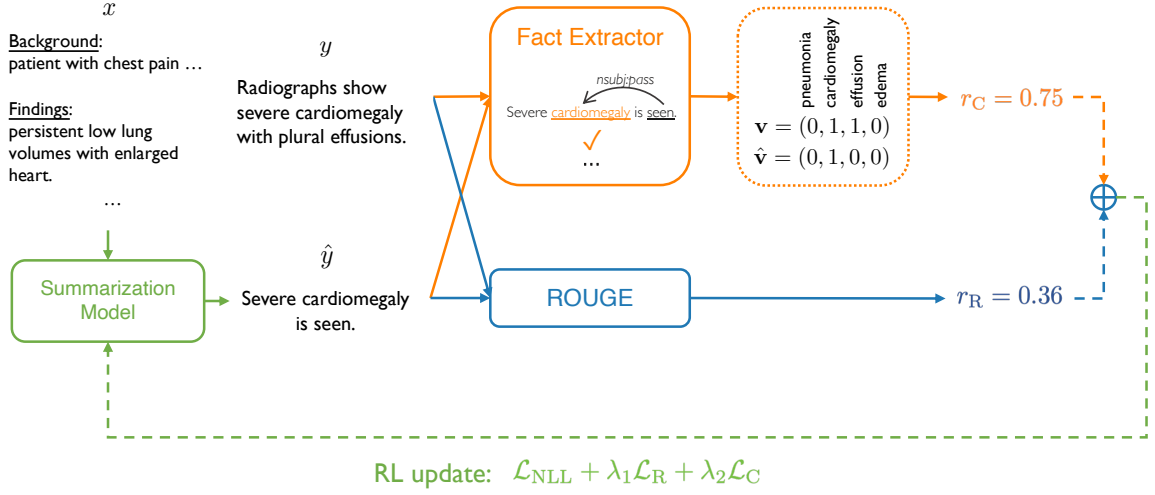 x
Background:
patient with chest pain …
Findings:
persistent low lung
volumes with enlarged
heart.
…
Summarization
Model
y
Radiographs show
severe cardiomegaly
with plural effusions.
ŷ
Severe cardiomegaly
is seen.
Fact Extractor
nsubj:pass
Severe cardiomegaly is seen.
✓
...
ROUGE
pneumonia
cardiomegaly
effusion
edema
v = (0, 1, 1, 0)
v̂ = (0, 1, 0, 0)
r_C = 0.75
⊕
r_R = 0.36
RL update: ℒ_NLL + λ₁ℒ_R + λ₂ℒ_C